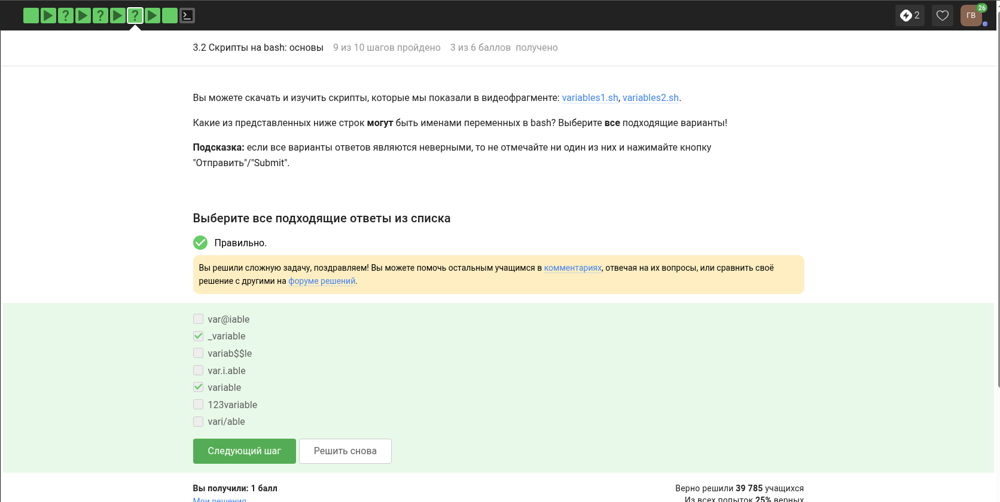 2
ГВ
26
3.2 Скрипты на bash: основы 9 из 10 шагов пройдено 3 из 6 баллов получено
Вы можете скачать и изучить скрипты, которые мы показали в видеофрагменте: variables1.sh, variables2.sh.
Какие из представленных ниже строк могут быть именами переменных в bash? Выберите все подходящие варианты!
Подсказка: если все варианты ответов являются неверными, то не отмечайте ни один из них и нажимайте кнопку
"Отправить"/"Submit".
Выберите все подходящие ответы из списка
Правильно.
Вы решили сложную задачу, поздравляем! Вы можете помочь остальным учащимся в комментариях, отвечая на их вопросы, или сравнить своё
решение с другими на форуме решений.
var@iable
_variable
variab$$le
var.i.able
variable
123variable
vari/able
Следующий шаг Решить снова
Вы получили: 1 балл Верно решили 39 785 учащихся
Мои решения Из всех попыток 25% верных